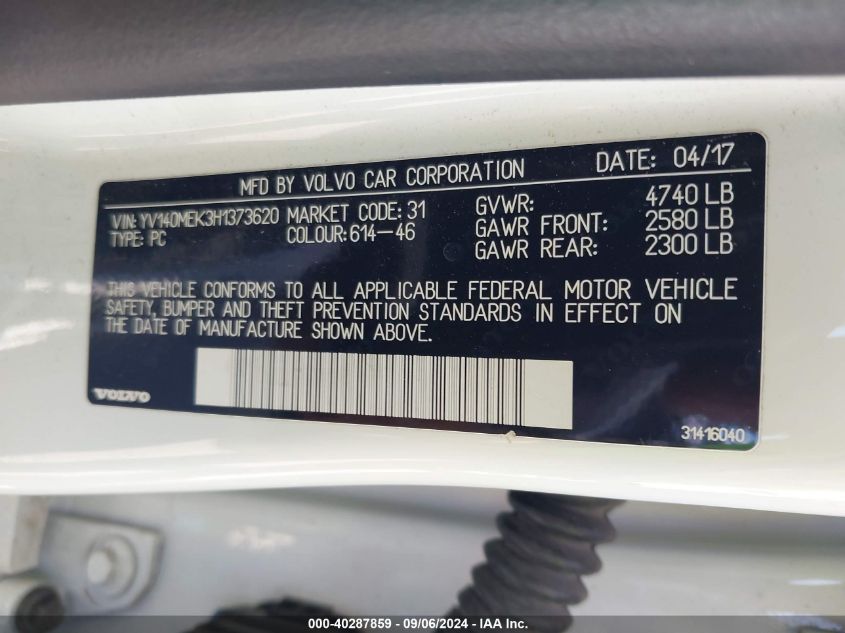 MFD BY VOLVO CAR CORPORATION DATE: 04/17
VIN: YV140MEK3H1373620 MARKET CODE: 31 GVWR: 4740 LB
TYPE: PC COLOUR: 614-46 GAWR FRONT: 2580 LB
GAWR REAR: 2300 LB
THIS VEHICLE CONFORMS TO ALL APPLICABLE FEDERAL MOTOR VEHICLE
SAFETY, BUMPER AND THEFT PREVENTION STANDARDS IN EFFECT ON
THE DATE OF MANUFACTURE SHOWN ABOVE.
VOLVO
31416040
000-40287859 - 09/06/2024 - IAA Inc.